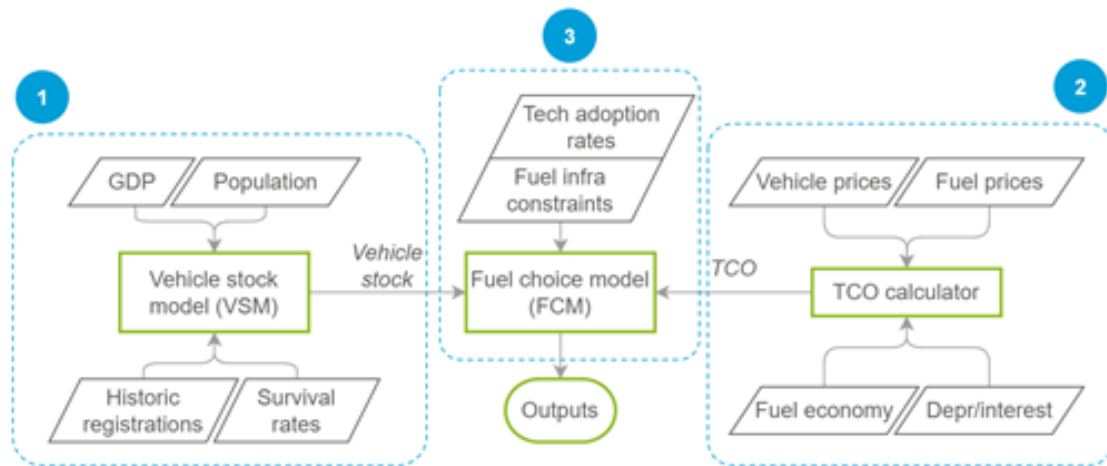 3
1
2
Tech adoption
rates
Fuel infra
constraints
GDP
Population
Vehicle prices
Fuel prices
Vehicle stock
model (VSM)
Vehicle
stock
Fuel choice model
(FCM)
TCO
TCO calculator
Historic
registrations
Survival
rates
Outputs
Fuel economy
Depr/interest